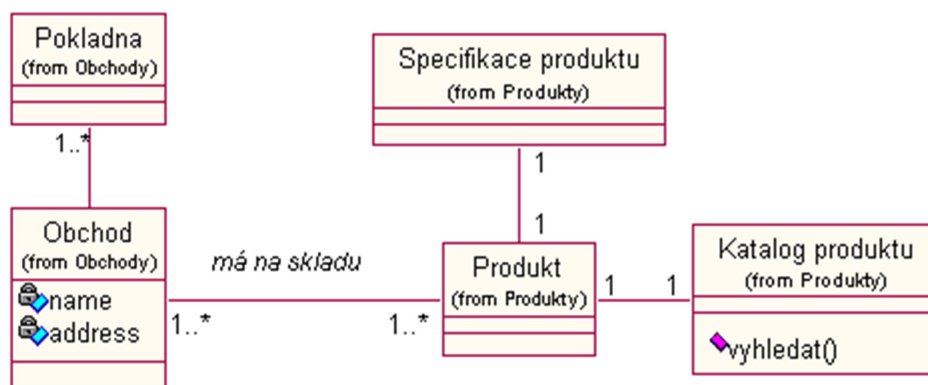 Pokladna
(from Obchody)
1..*
Obchod
(from Obchody)
name
address
1..*
má na skladu
1..*
Specifikace produktu
(from Produkty)
1
1
Produkt
(from Produkty)
1
1
Katalog produktu
(from Produkty)
vyhledat()